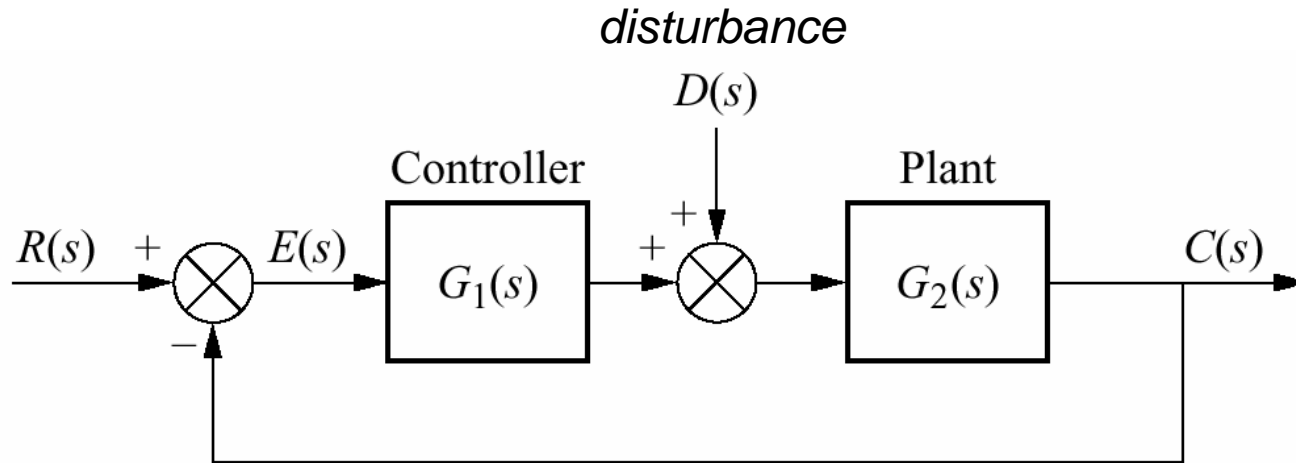 disturbance
D(s)
Controller
Plant
R(s) + E(s) G₁(s) + + G₂(s) C(s)
−